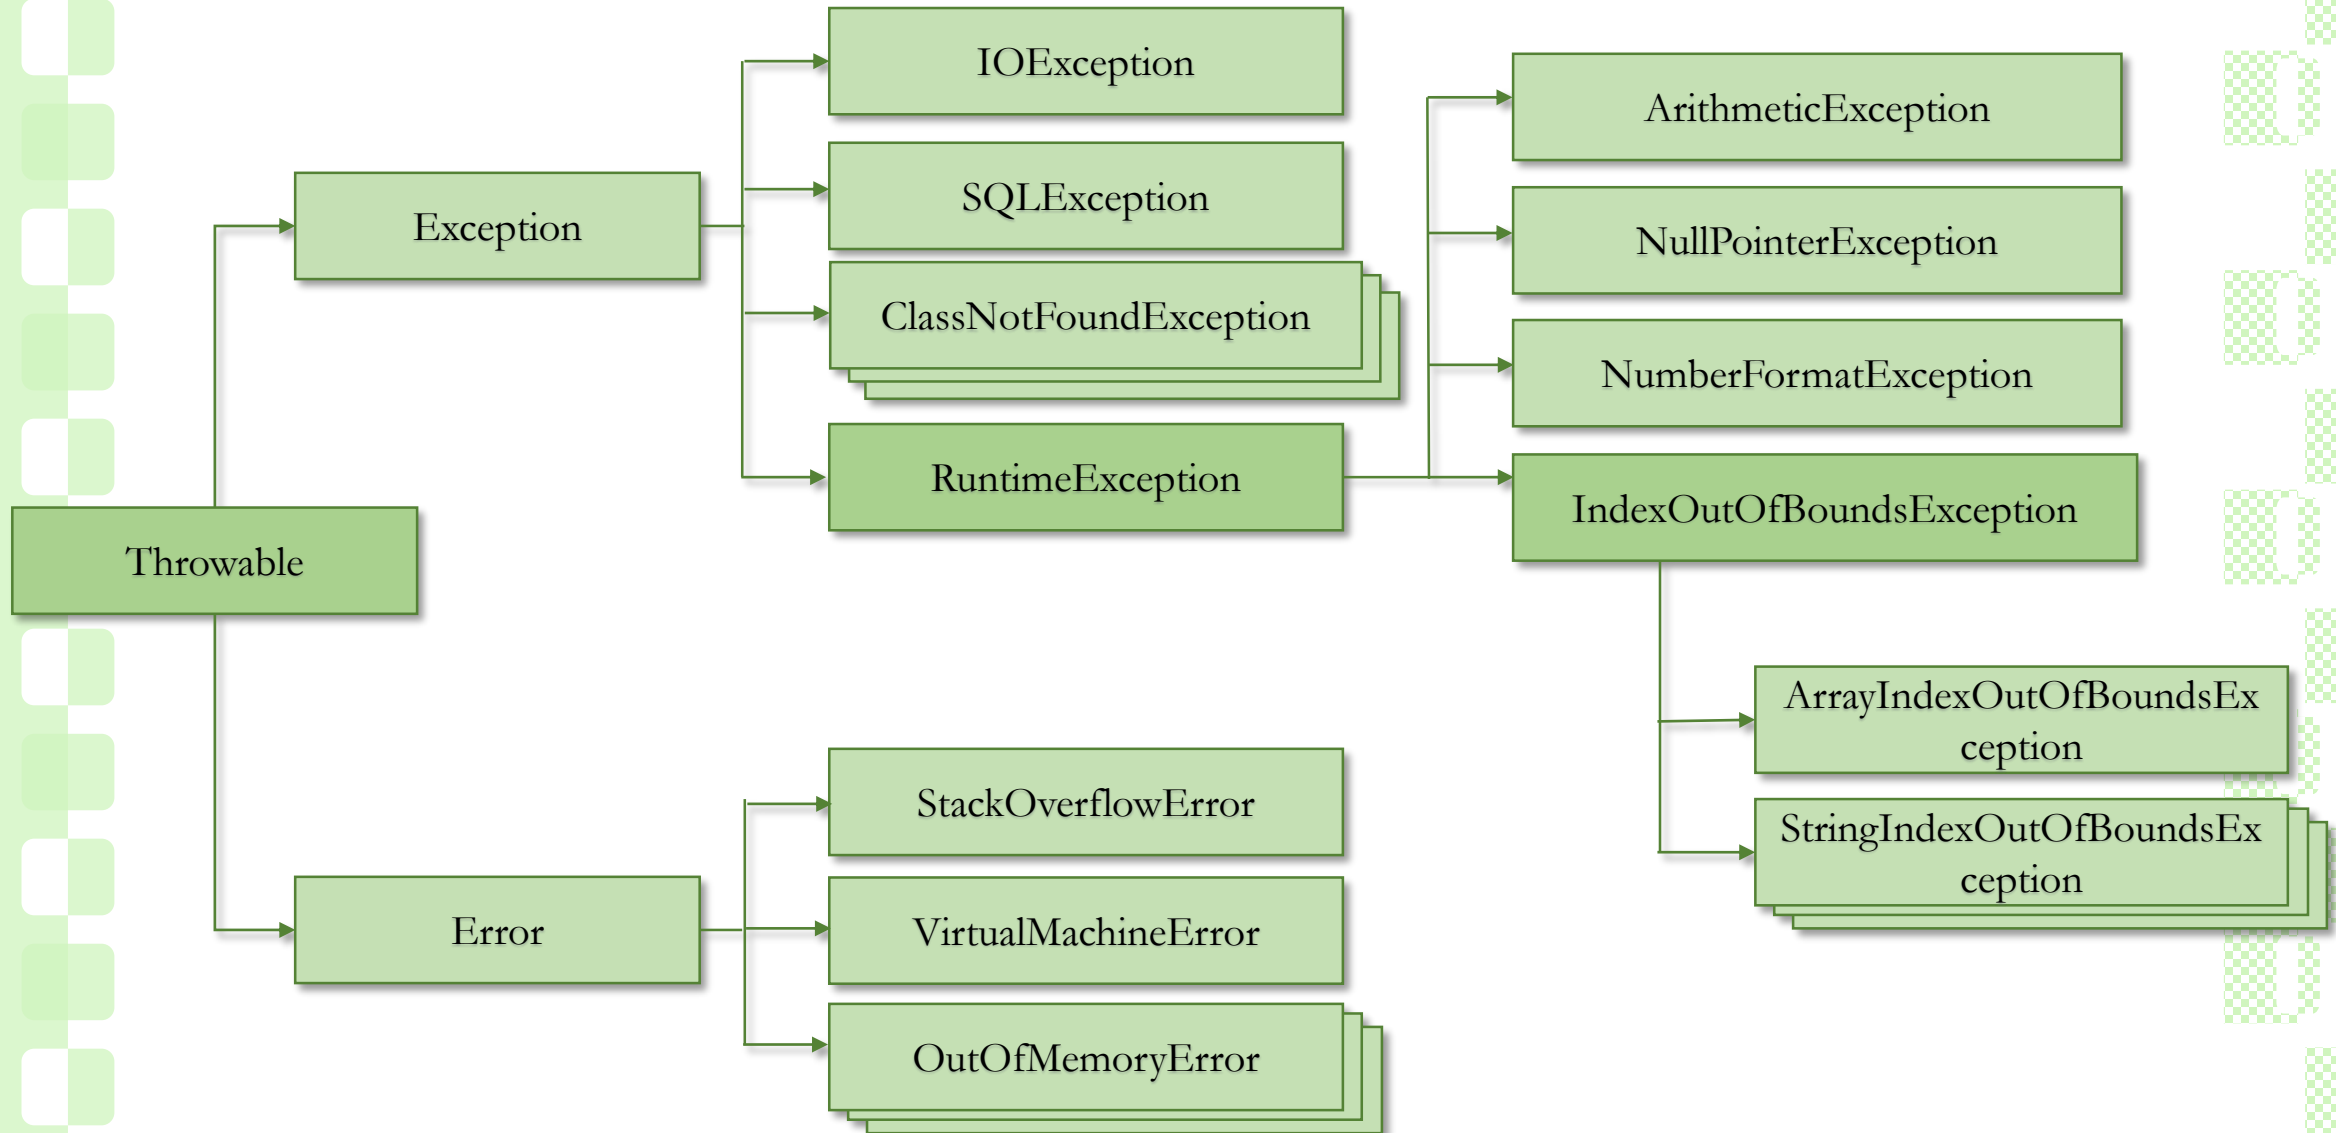 IOException
ArithmeticException
SQLException
Exception
NullPointerException
ClassNotFoundException
NumberFormatException
RuntimeException
IndexOutOfBoundsException
Throwable
ArrayIndexOutOfBoundsEx
ception
StackOverflowError
StringIndexOutOfBoundsEx
ception
Error
VirtualMachineError
OutOfMemoryError